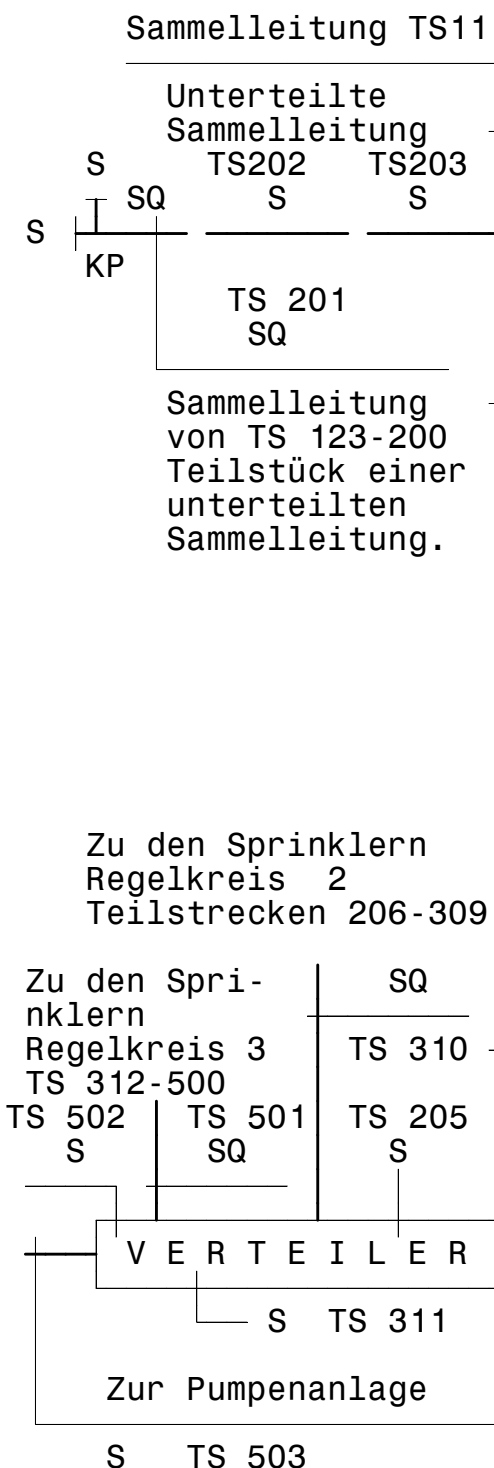 Sammelleitung TS11
Unterteilte
Sammelleitung
S TS202 TS203
SQ S S
S
KP
TS 201
SQ
Sammelleitung
von TS 123-200
Teilstück einer
unterteilten
Sammelleitung.
Zu den Sprinklern
Regelkreis 2
Teilstrecken 206-309
Zu den Spri- SQ
nklern
Regelkreis 3 TS 310
TS 312-500
TS 502 TS 501 TS 205
S SQ S
V E R T E I L E R
S TS 311
Zur Pumpenanlage
S TS 503